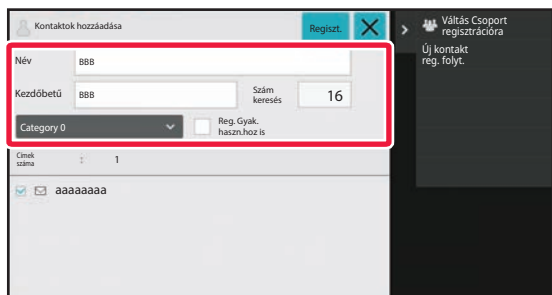 Kontaktok hozzáadása
Regiszt.
Név
BBB
Kezdőbetű
BBB
Szám
keresés
16
Category 0
Reg. Gyak.
haszn.hoz is
Címek
száma
:
1
aaaaaaaa
Váltás Csoport
regisztrációra
Új kontakt
reg. folyt.